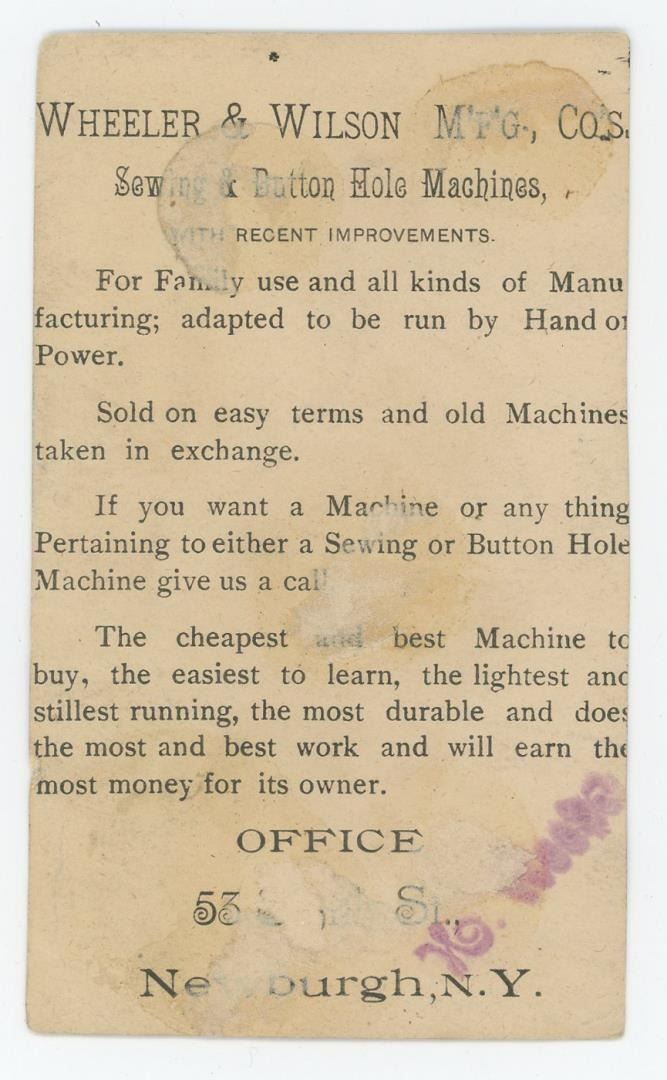 WHEELER & WILSON M'F'G., CO.'S.
Sewing & Button Hole Machines,
WITH RECENT IMPROVEMENTS.
For Family use and all kinds of Manu
facturing; adapted to be run by Hand or
Power.
Sold on easy terms and old Machines
taken in exchange.
If you want a Machine or any thing
Pertaining to either a Sewing or Button Hole
Machine give us a call
The cheapest and best Machine to
buy, the easiest to learn, the lightest and
stillest running, the most durable and does
the most and best work and will earn the
most money for its owner.
OFFICE
53 St.,
Newburgh, N.Y.